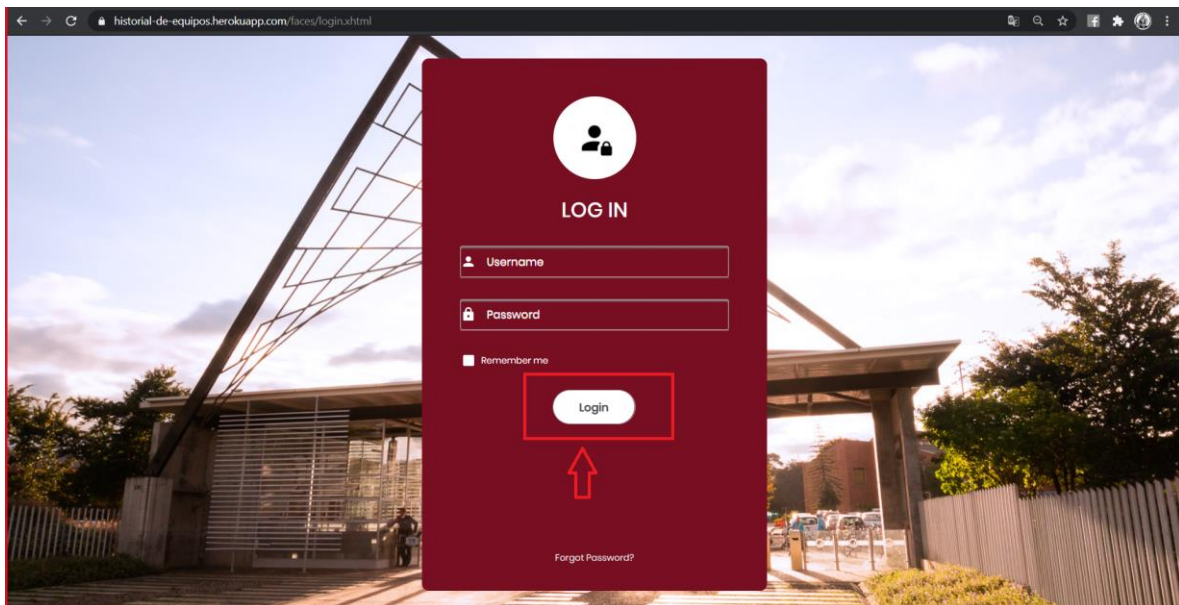 historial-de-equipos.herokuapp.com/faces/login.xhtml
LOG IN
Username
Password
Remember me
Login
Forgot Password?